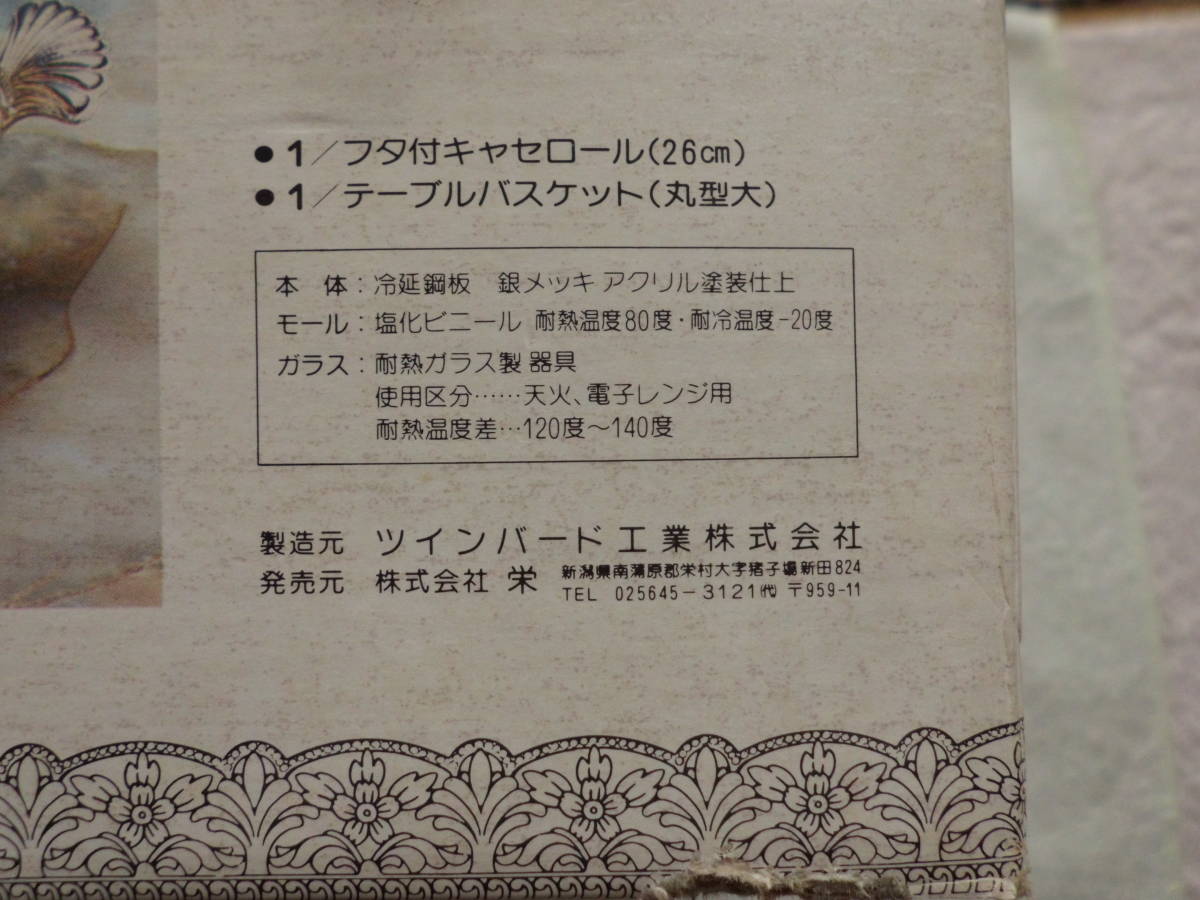 ●1／フタ付キャセロール(26cm)
●1／テーブルバスケット(丸型大)
本 体：冷延鋼板 銀メッキ アクリル塗装仕上
モール：塩化ビニール 耐熱温度80度・耐冷温度-20度
ガラス：耐熱ガラス製 器具
使用区分……天火、電子レンジ用
耐熱温度差…120度〜140度
製造元 ツインバード工業株式会社
発売元 株式会社 栄 新潟県南蒲原郡栄村大字猪子場新田824
TEL 025645-3121㈹ 〒959-11